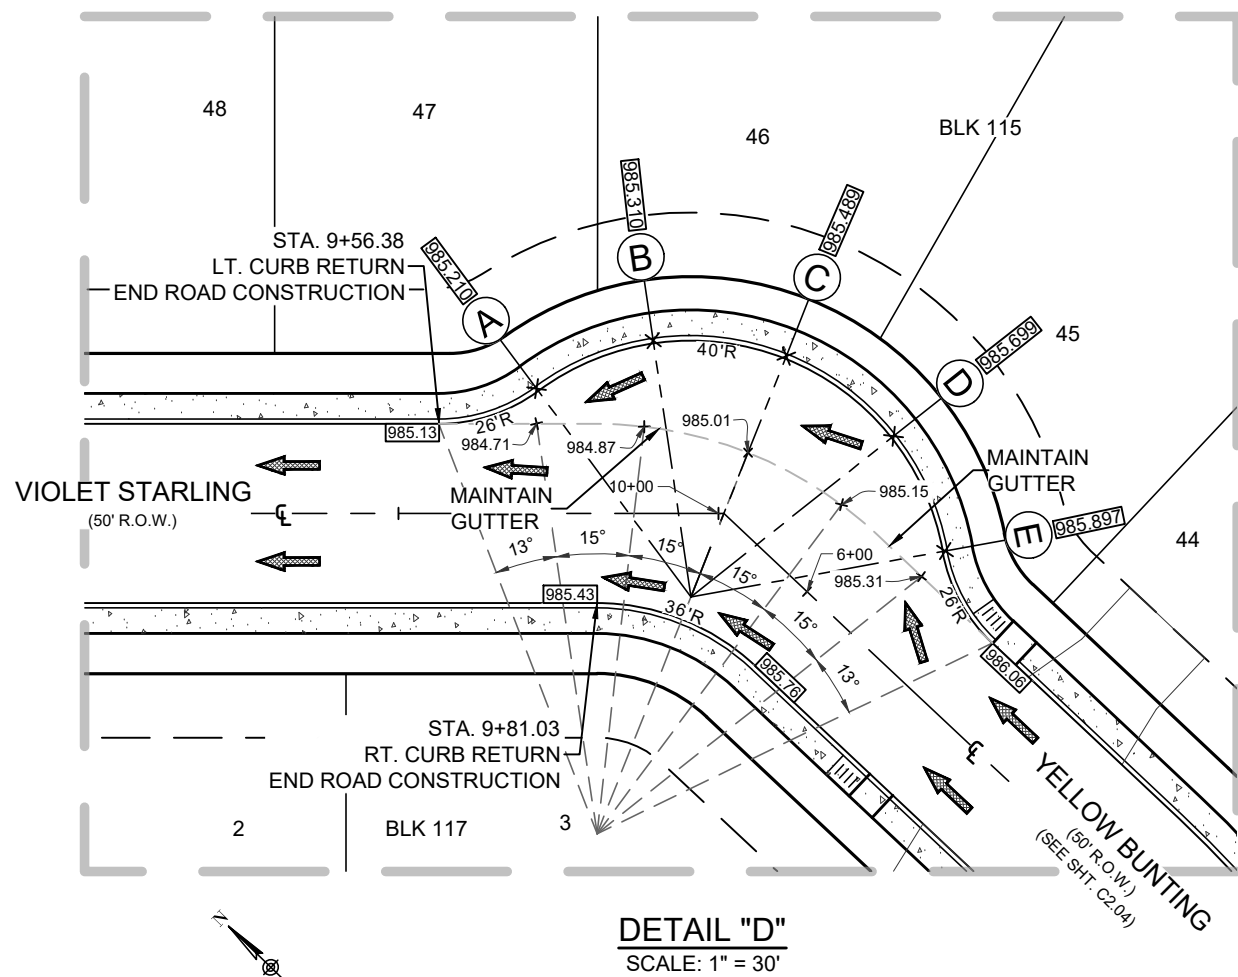 48
47
46
BLK 115
985.310
985.489
STA. 9+56.38
LT. CURB RETURN
END ROAD CONSTRUCTION
985.210
A
B
C
D
985.699
45
40'R
26'R
985.13
984.71
984.87
985.01
985.15
MAINTAIN
GUTTER
E
985.897
44
VIOLET STARLING
(50' R.O.W.)
CL
MAINTAIN
GUTTER
10+00
13°
15°
15°
15°
15°
13°
6+00
985.31
985.43
36'R
26'R
985.76
986.06
STA. 9+81.03
RT. CURB RETURN
END ROAD CONSTRUCTION
CL
YELLOW BUNTING
(50' R.O.W.)
(SEE SHT. C2.04)
2
BLK 117
3
N
DETAIL "D"
SCALE: 1" = 30'